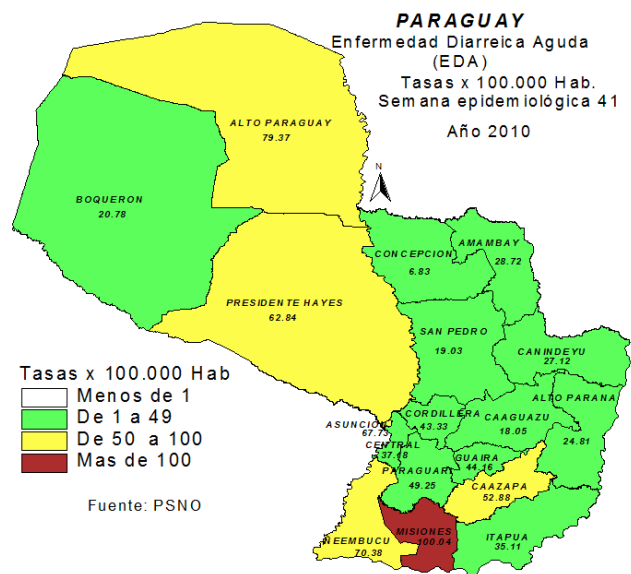 PARAGUAY
Enfermedad Diarreica Aguda
(EDA)
Tasas x 100.000 Hab.
Semana epidemiológica 41
Año 2010
N
ALTO PARAGUAY
79.37
BOQUERON
20.78
CONCEPCION
6.83
AMAMBAY
28.72
PRESIDENTE HAYES
62.84
SAN PEDRO
19.03
CANINDEYU
27.12
ALTO PARANA
24.81
CORDILLERA
43.33
CAAGUAZU
18.05
ASUNCION
67.73
CENTRAL
37.18
GUAIRA
44.16
PARAGUARI
49.25
CAAZAPA
52.88
MISIONES
100.04
ÑEEMBUCU
70.38
ITAPUA
35.11
Tasas x 100.000 Hab
Menos de 1
De 1 a 49
De 50 a 100
Mas de 100
Fuente: PSNO